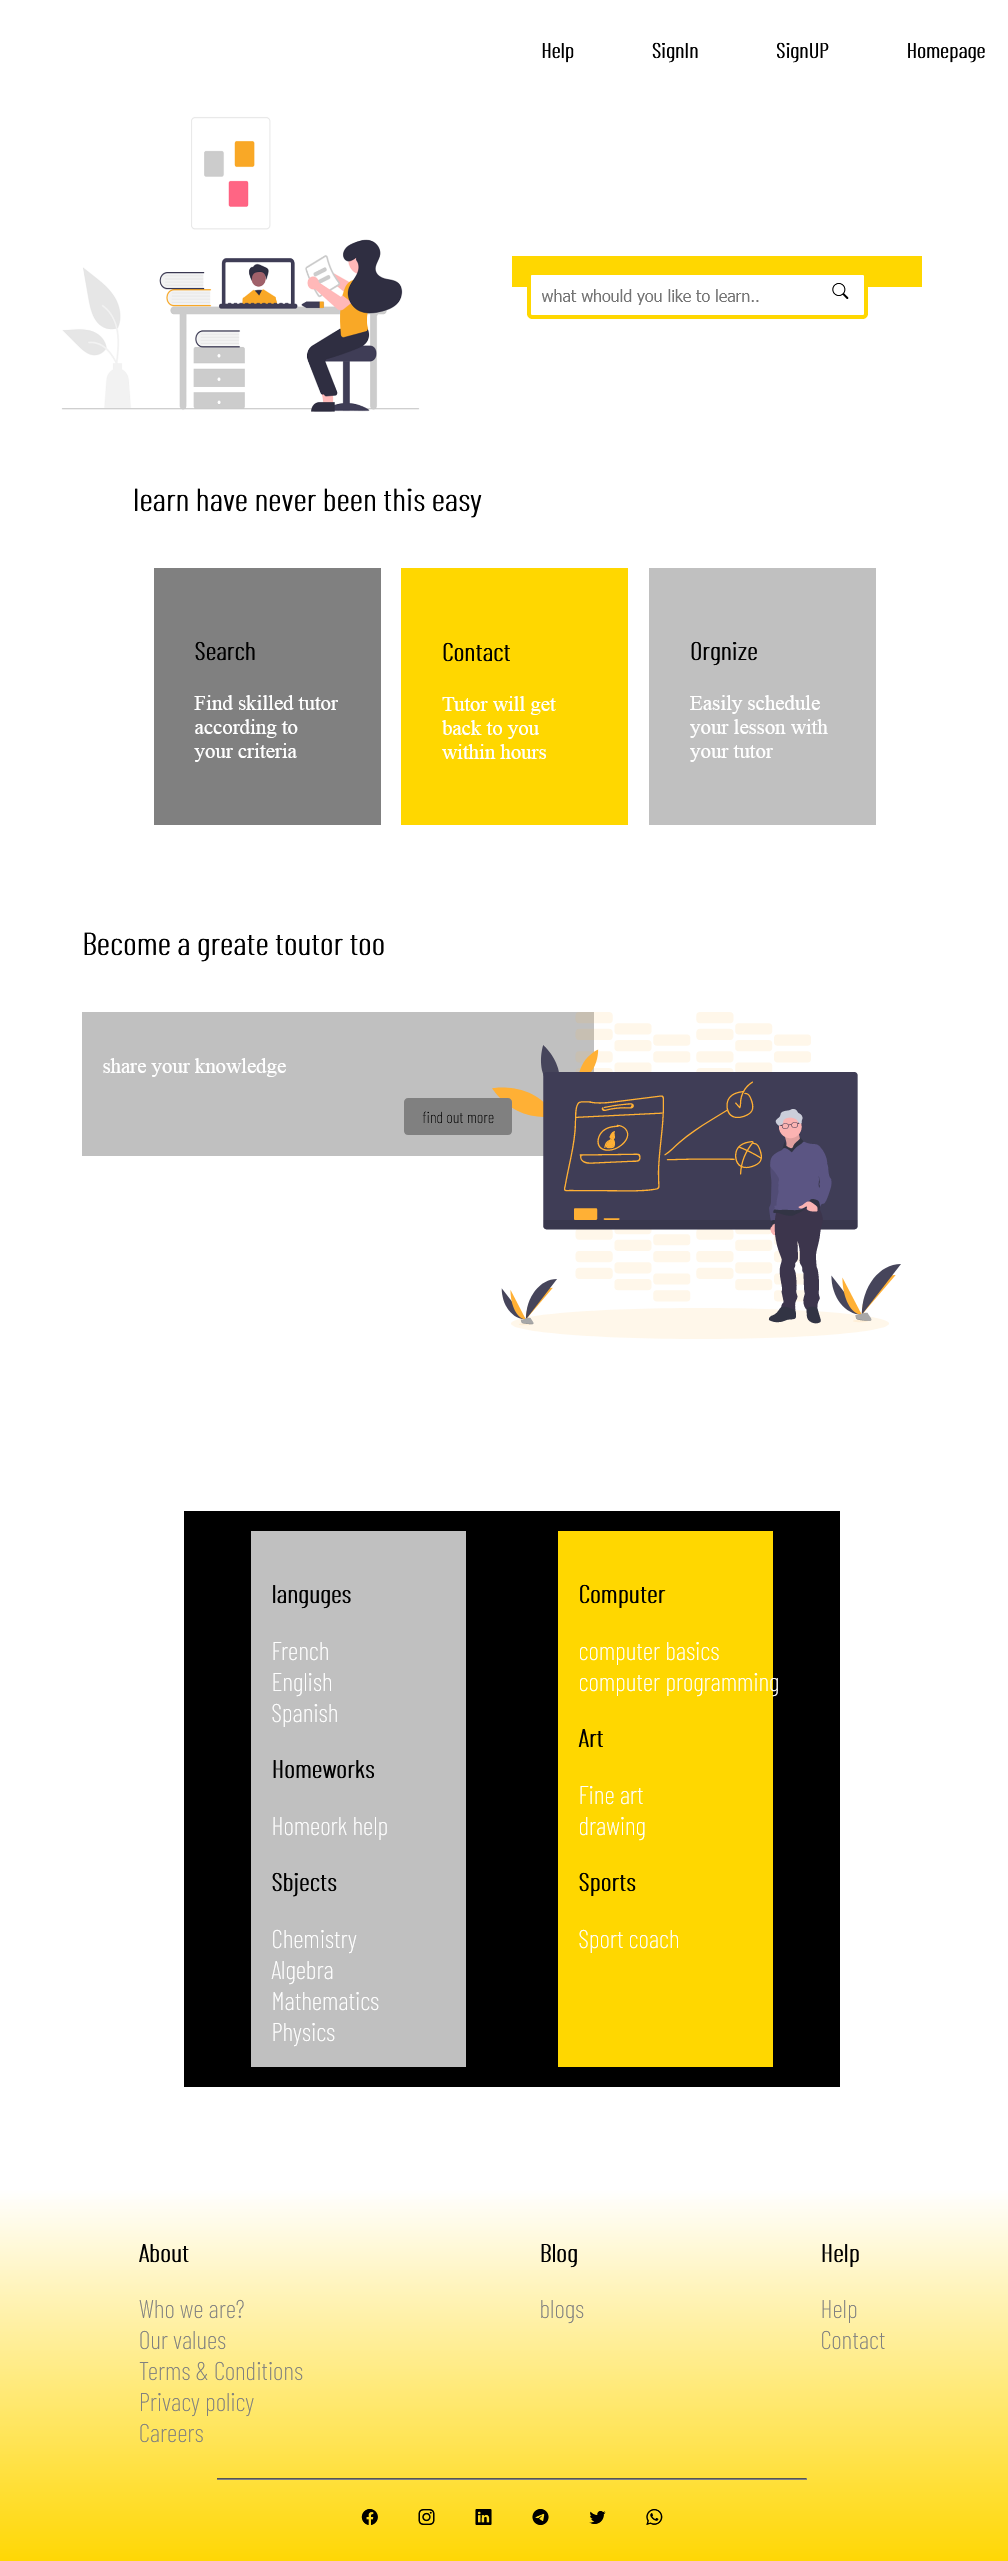 Help
SignIn
SignUP
Homepage
what whould you like to learn..
learn have never been this easy
Search
Find skilled tutor
according to
your criteria
Contact
Tutor will get
back to you
within hours
Orgnize
Easily schedule
your lesson with
your tutor
Become a greate toutor too
share your knowledge
find out more
languges
French
English
Spanish
Homeworks
Homeork help
Sbjects
Chemistry
Algebra
Mathematics
Physics
Computer
computer basics
computer programming
Art
Fine art
drawing
Sports
Sport coach
About
Who we are?
Our values
Terms & Conditions
Privacy policy
Careers
Blog
blogs
Help
Help
Contact